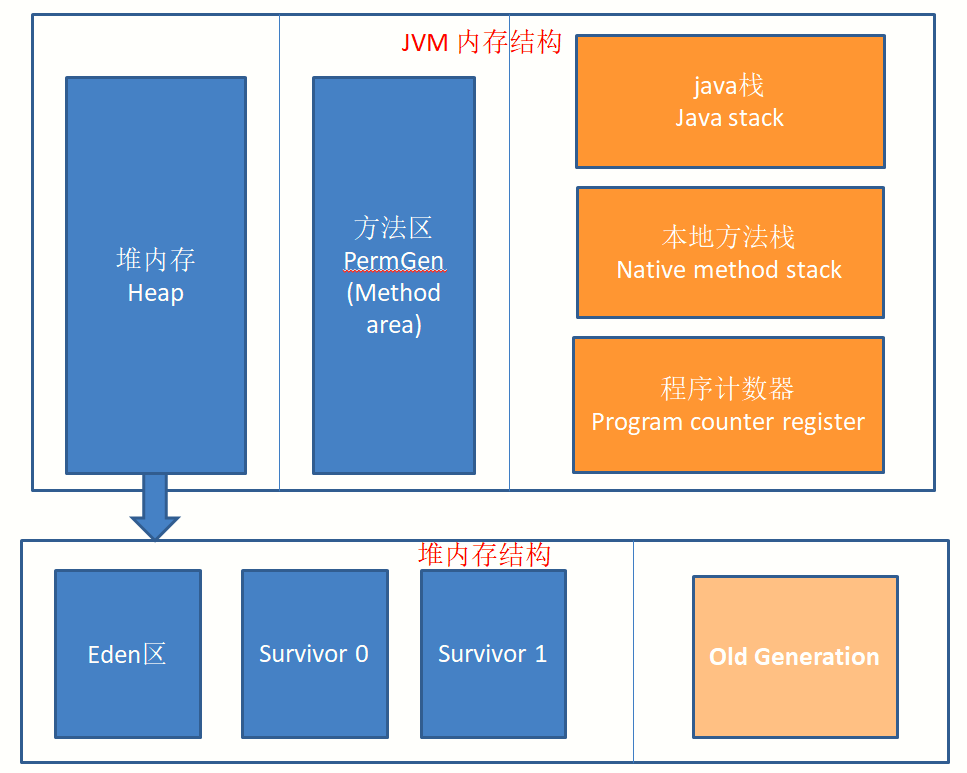 JVM 内存结构
堆内存
Heap
方法区
PermGen
(Method
area)
java栈
Java stack
本地方法栈
Native method stack
程序计数器
Program counter register
堆内存结构
Eden区
Survivor 0
Survivor 1
Old Generation